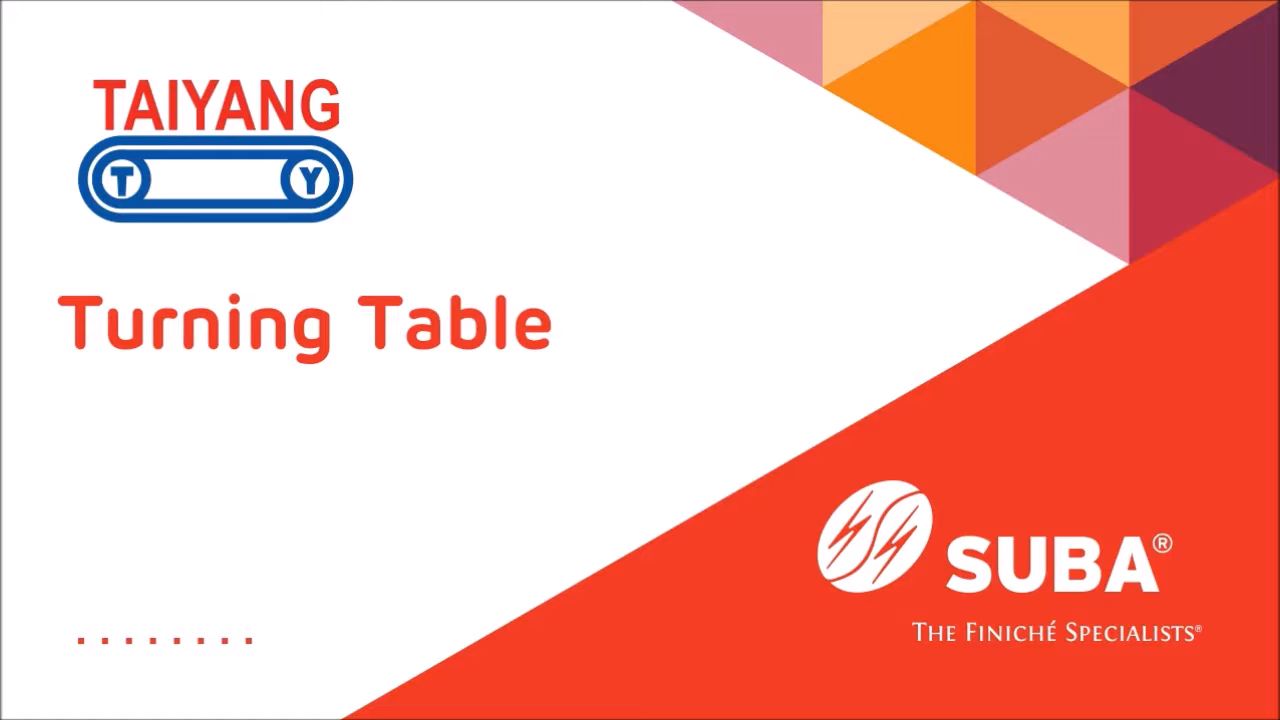 TAIYANG
T Y
Turning Table
SUBA®
THE FINICHÉ SPECIALISTS®